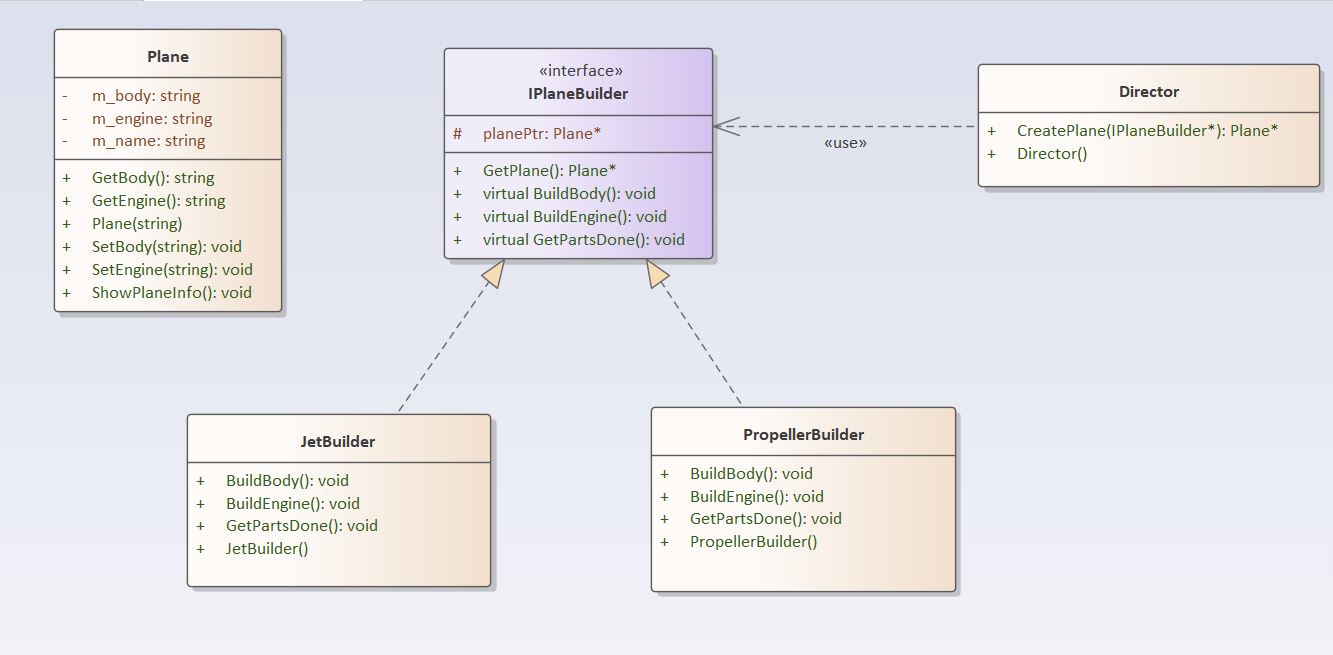 Plane
- m_body: string
- m_engine: string
- m_name: string
+ GetBody(): string
+ GetEngine(): string
+ Plane(string)
+ SetBody(string): void
+ SetEngine(string): void
+ ShowPlaneInfo(): void
«interface»
IPlaneBuilder
# planePtr: Plane*
+ GetPlane(): Plane*
+ virtual BuildBody(): void
+ virtual BuildEngine(): void
+ virtual GetPartsDone(): void
«use»
Director
+ CreatePlane(IPlaneBuilder*): Plane*
+ Director()
JetBuilder
+ BuildBody(): void
+ BuildEngine(): void
+ GetPartsDone(): void
+ JetBuilder()
PropellerBuilder
+ BuildBody(): void
+ BuildEngine(): void
+ GetPartsDone(): void
+ PropellerBuilder()